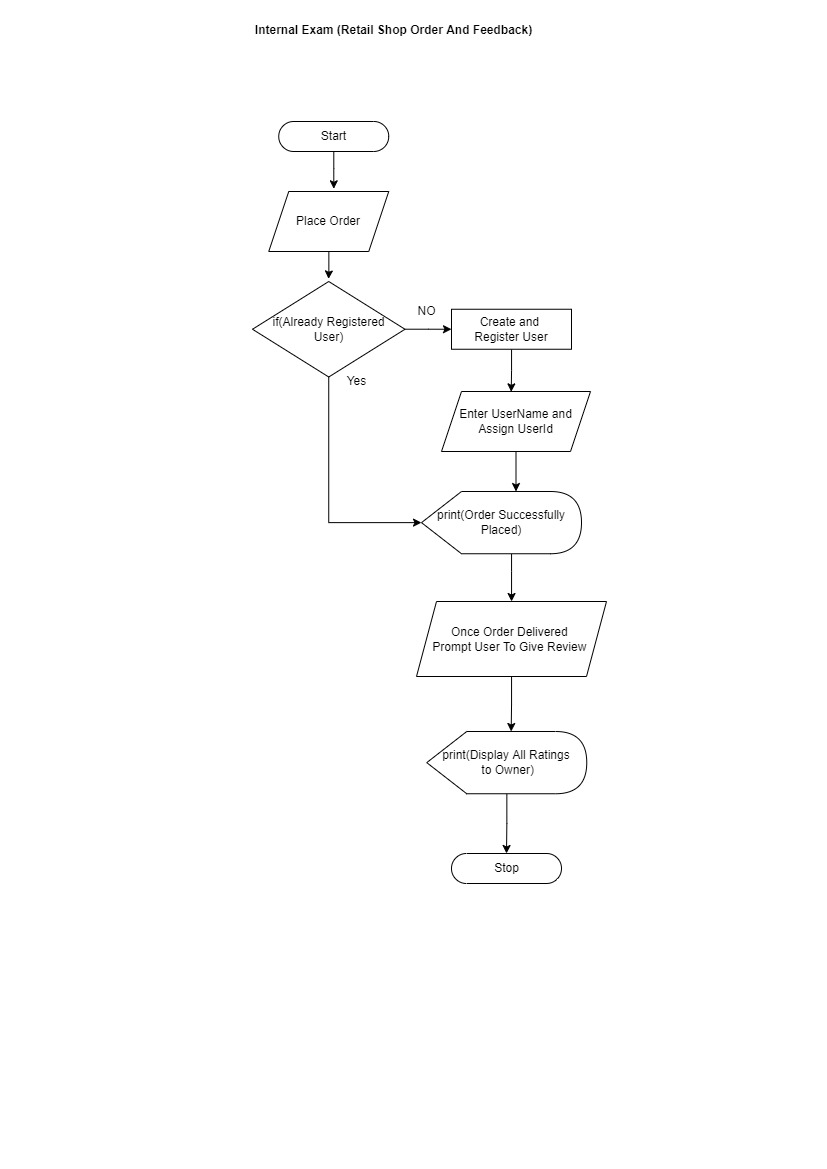 Internal Exam (Retail Shop Order And Feedback)
Start
Place Order
if(Already Registered
User)
NO
Create and
Register User
Yes
Enter UserName and
Assign UserId
print(Order Successfully
Placed)
Once Order Delivered
Prompt User To Give Review
print(Display All Ratings
to Owner)
Stop